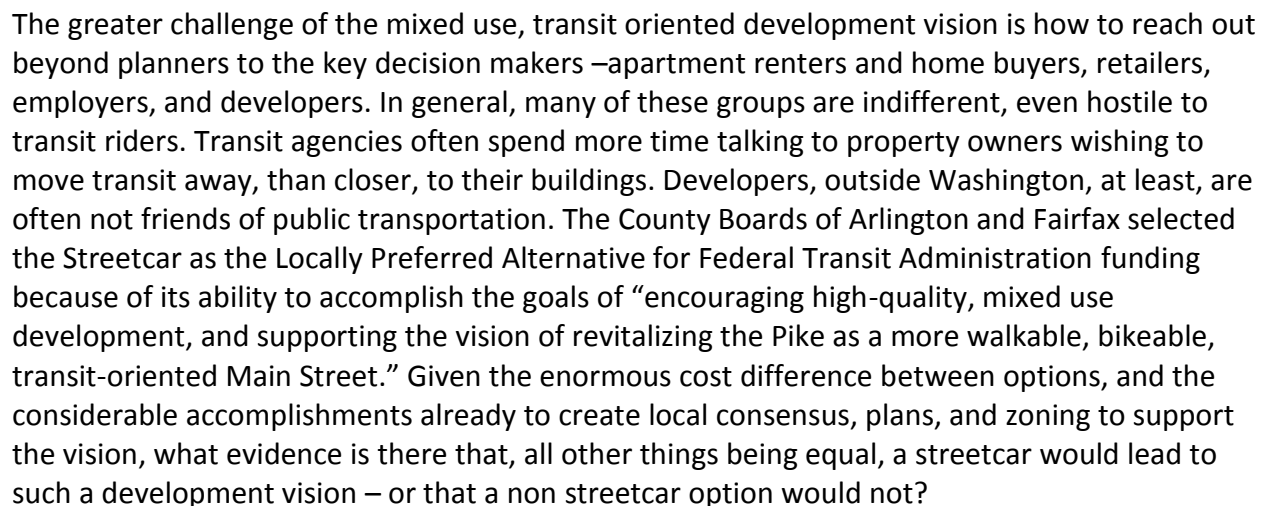 The greater challenge of the mixed use, transit oriented development vision is how to reach out
beyond planners to the key decision makers –apartment renters and home buyers, retailers,
employers, and developers. In general, many of these groups are indifferent, even hostile to
transit riders. Transit agencies often spend more time talking to property owners wishing to
move transit away, than closer, to their buildings. Developers, outside Washington, at least, are
often not friends of public transportation. The County Boards of Arlington and Fairfax selected
the Streetcar as the Locally Preferred Alternative for Federal Transit Administration funding
because of its ability to accomplish the goals of “encouraging high-quality, mixed use
development, and supporting the vision of revitalizing the Pike as a more walkable, bikeable,
transit-oriented Main Street.” Given the enormous cost difference between options, and the
considerable accomplishments already to create local consensus, plans, and zoning to support
the vision, what evidence is there that, all other things being equal, a streetcar would lead to
such a development vision – or that a non streetcar option would not?